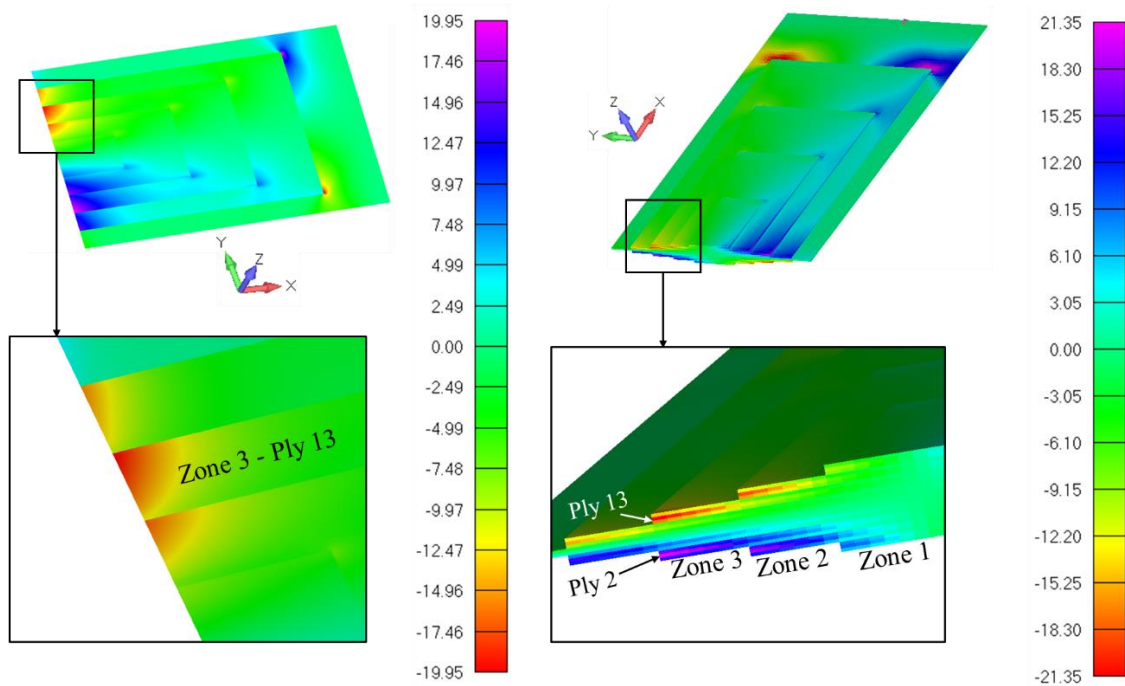 19.95
17.46
14.96
12.47
9.97
7.48
4.99
2.49
0.00
-2.49
-4.99
-7.48
-9.97
-12.47
-14.96
-17.46
-19.95
Y
Z
X
Zone 3 - Ply 13
21.35
18.30
15.25
12.20
9.15
6.10
3.05
0.00
-3.05
-6.10
-9.15
-12.20
-15.25
-18.30
-21.35
Z
X
Y
Ply 13
Ply 2
Zone 3
Zone 2
Zone 1